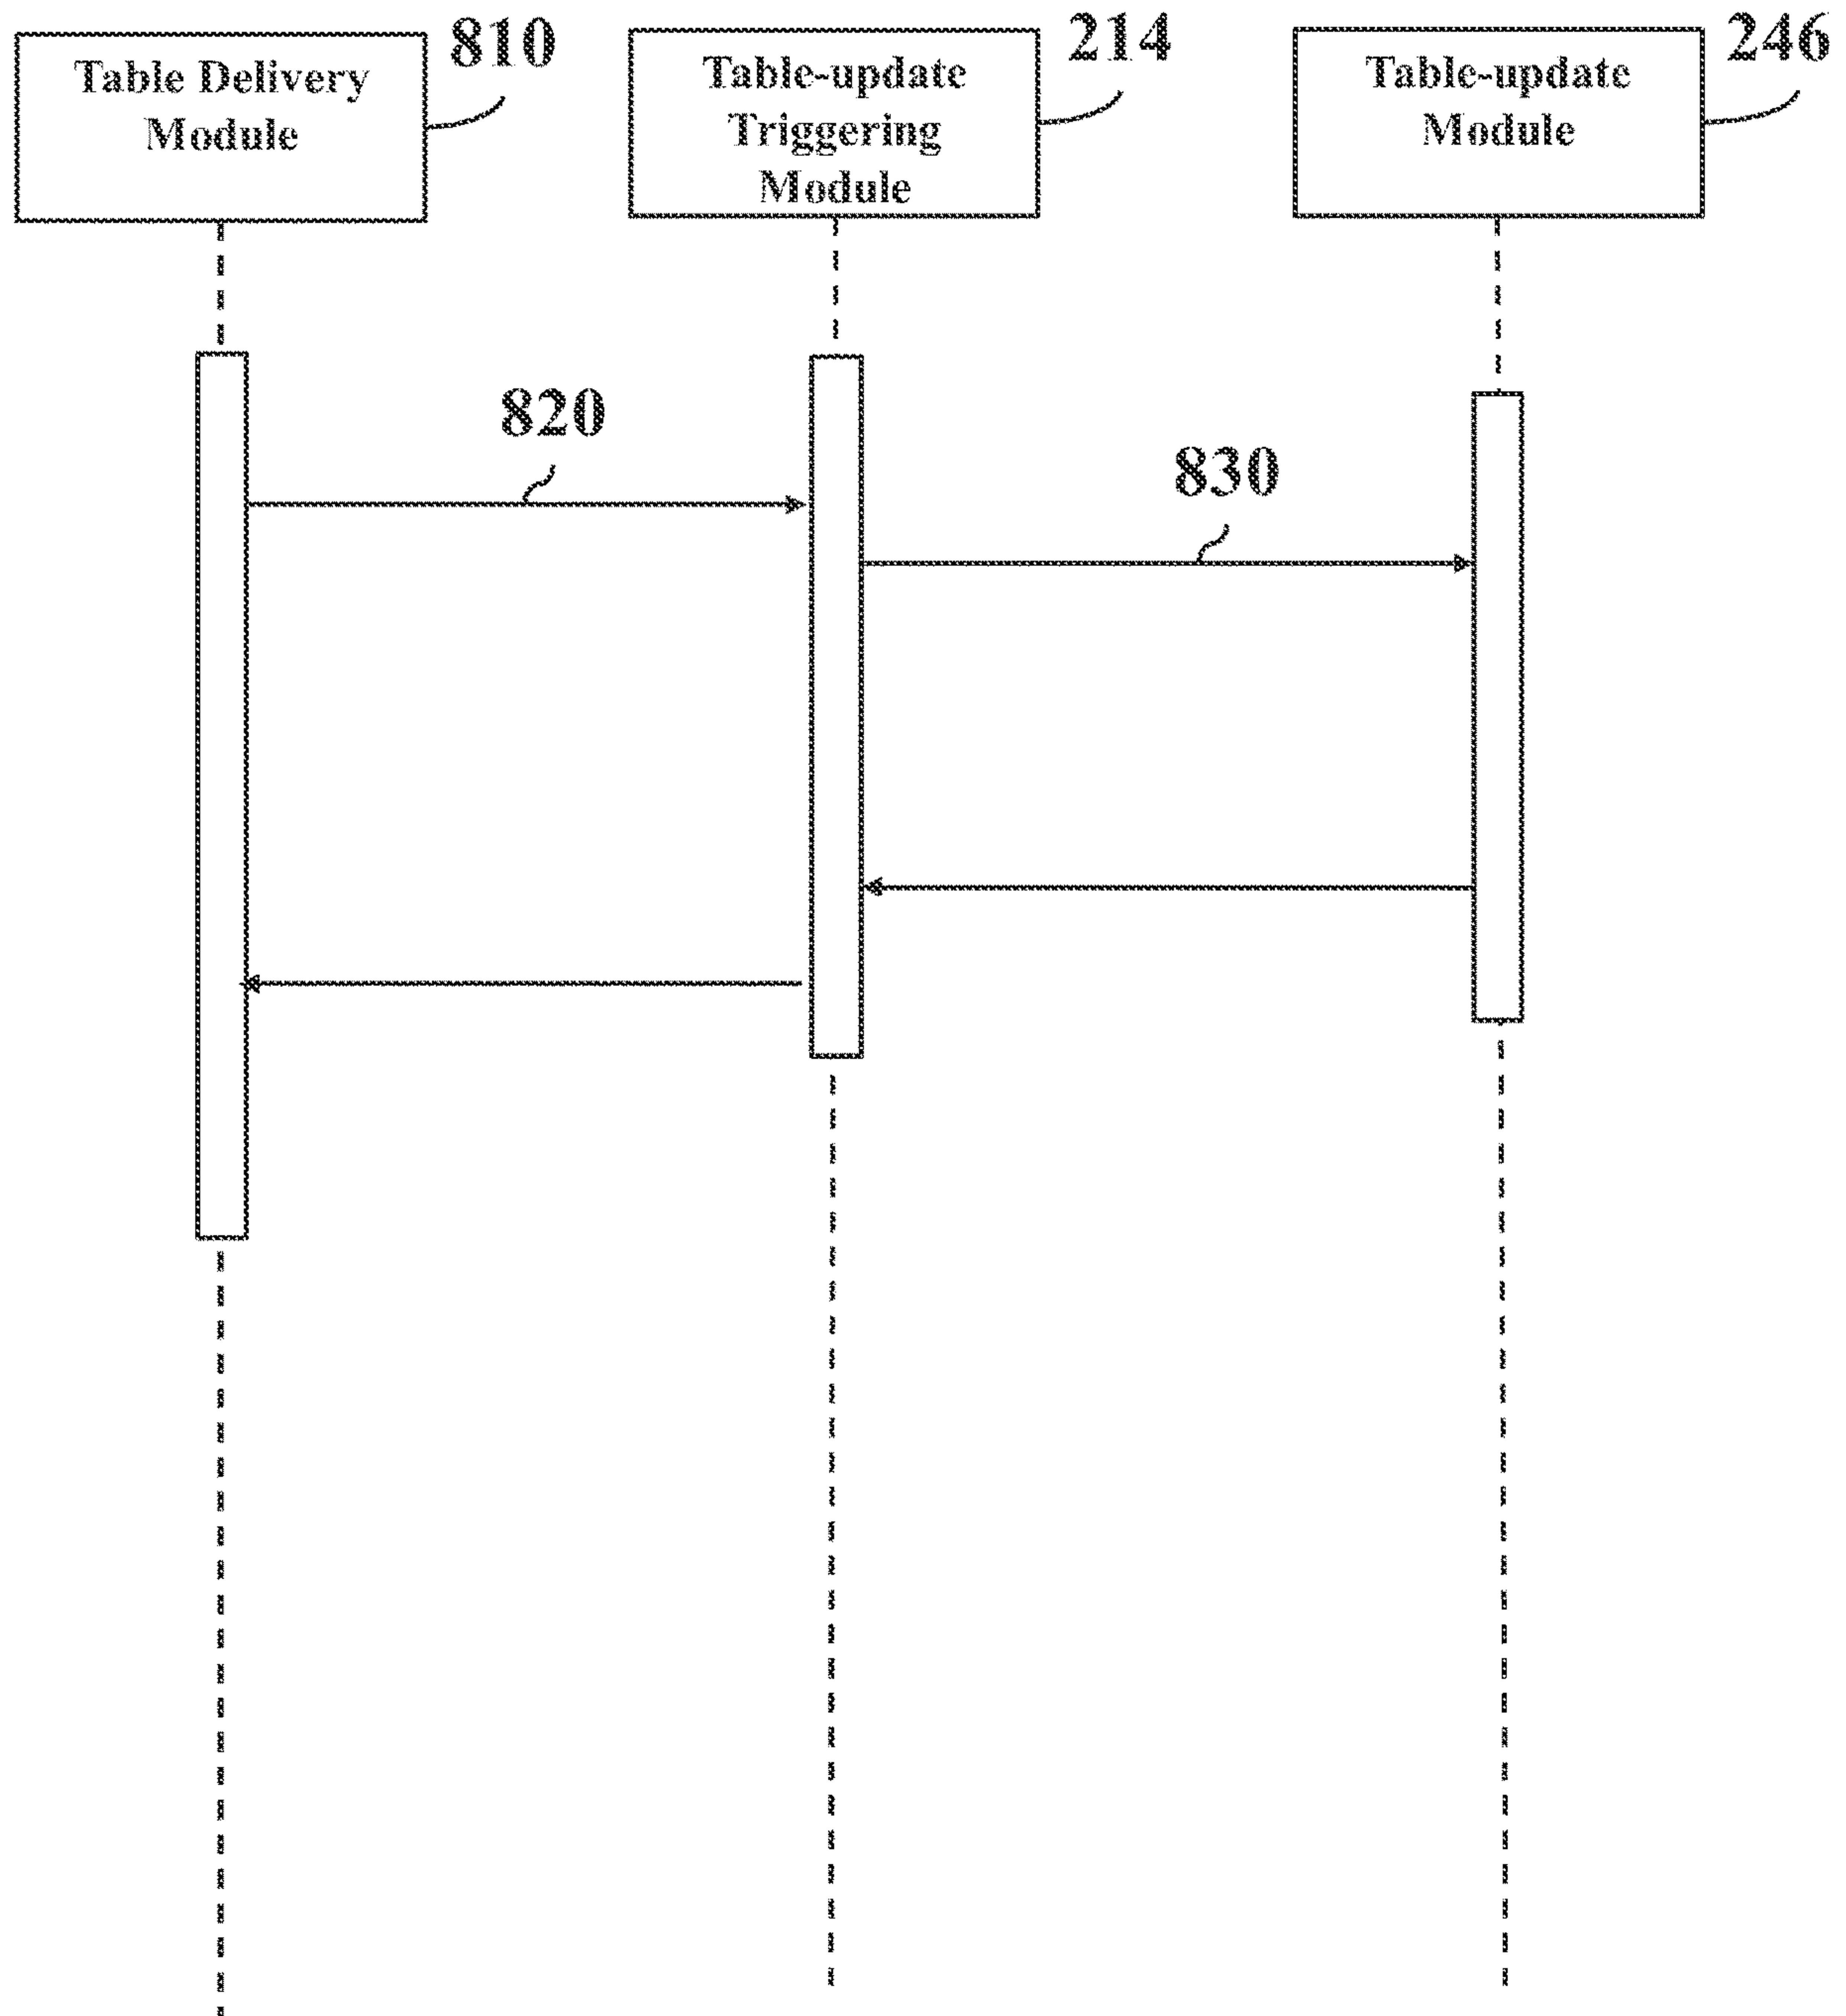 Table Delivery
Module
810
Table-update
Triggering
Module
214
Table-update
Module
246
820
830